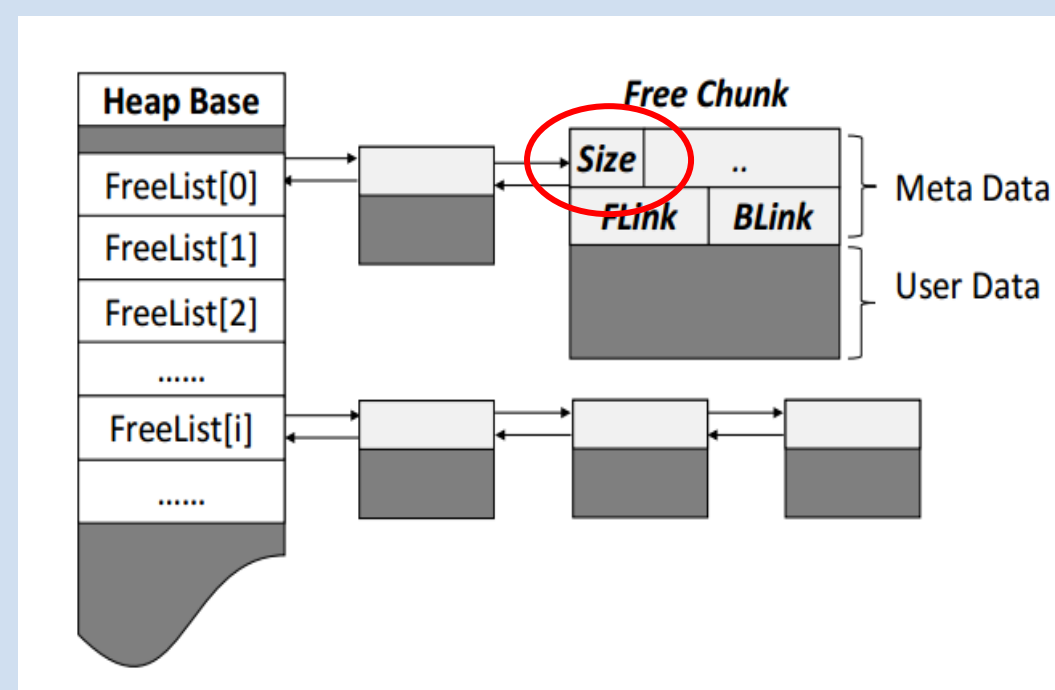 Heap Base
FreeList[0]
FreeList[1]
FreeList[2]
......
FreeList[i]
......
Free Chunk
Size ..
FLink BLink
Meta Data
User Data